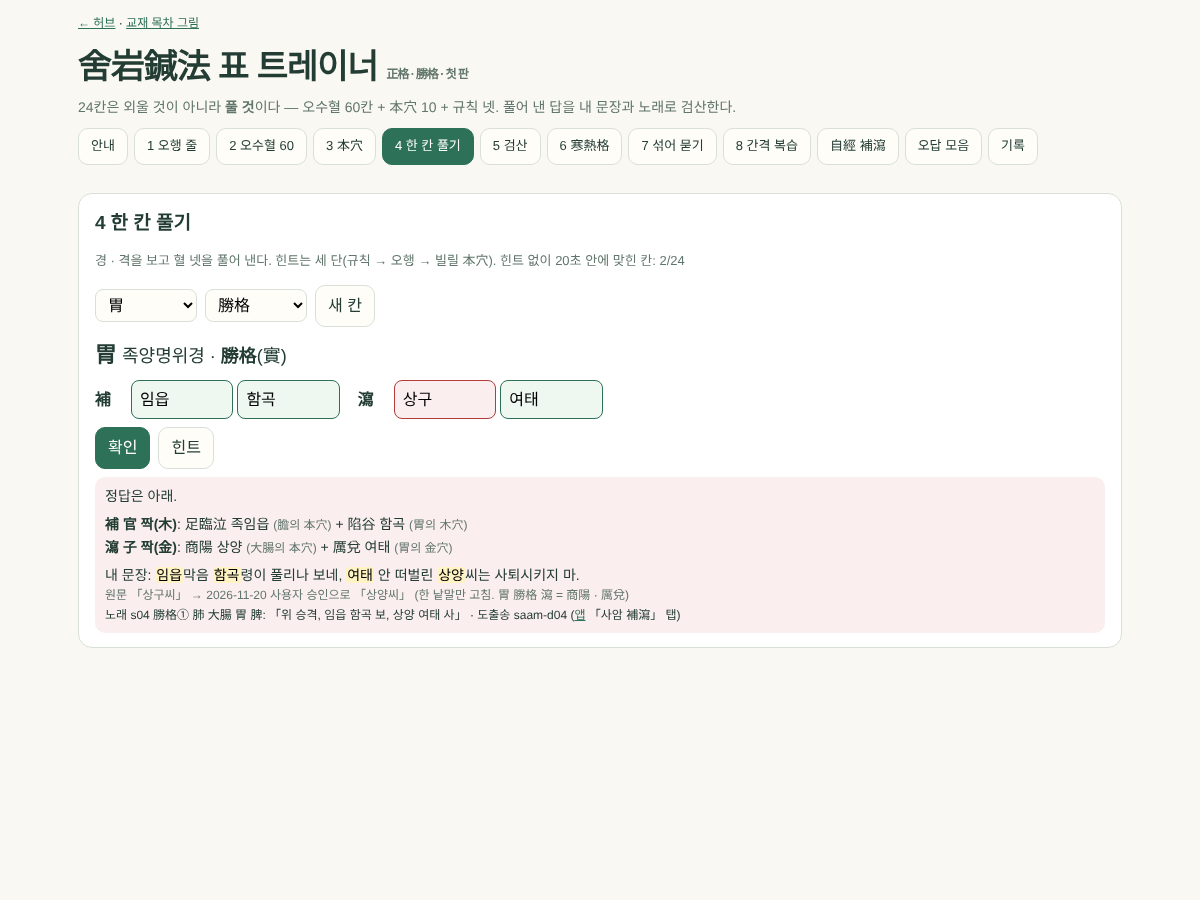 ← 허브 · 교재 목차 그림
舍岩鍼法 표 트레이너 正格·勝格·첫 판
24칸은 외울 것이 아니라 풀 것이다 — 오수혈 60칸 + 本穴 10 + 규칙 넷. 풀어 낸 답을 내 문장과 노래로 검산한다.
안내 1 오행 줄 2 오수혈 60 3 本穴 4 한 칸 풀기 5 검산 6 寒熱格 7 섞어 묻기 8 간격 복습 自經 補瀉 오답 모음 기록
4 한 칸 풀기
경 · 격을 보고 혈 넷을 풀어 낸다. 힌트는 세 단(규칙 → 오행 → 빌릴 本穴). 힌트 없이 20초 안에 맞힌 칸: 2/24
胃 勝格 새 칸
胃 족양명위경 · 勝格(實)
補 임읍 함곡 瀉 상구 여태
확인 힌트
정답은 아래.
補 官 짝(木): 足臨泣 족임읍 (膽의 本穴) + 陷谷 함곡 (胃의 木穴)
瀉 子 짝(金): 商陽 상양 (大腸의 本穴) + 厲兌 여태 (胃의 金穴)
내 문장: 임읍막음 함곡령이 풀리나 보네, 여태 안 떠벌린 상양씨는 사퇴시키지 마.
원문 「상구씨」 → 2026-11-20 사용자 승인으로 「상양씨」 (한 낱말만 고침. 胃 勝格 瀉 = 商陽 · 厲兌)
노래 s04 勝格① 肺 大腸 胃 脾: 「위 승격, 임읍 함곡 보, 상양 여태 사」 · 도출송 saam-d04 (앱 「사암 補瀉」 탭)